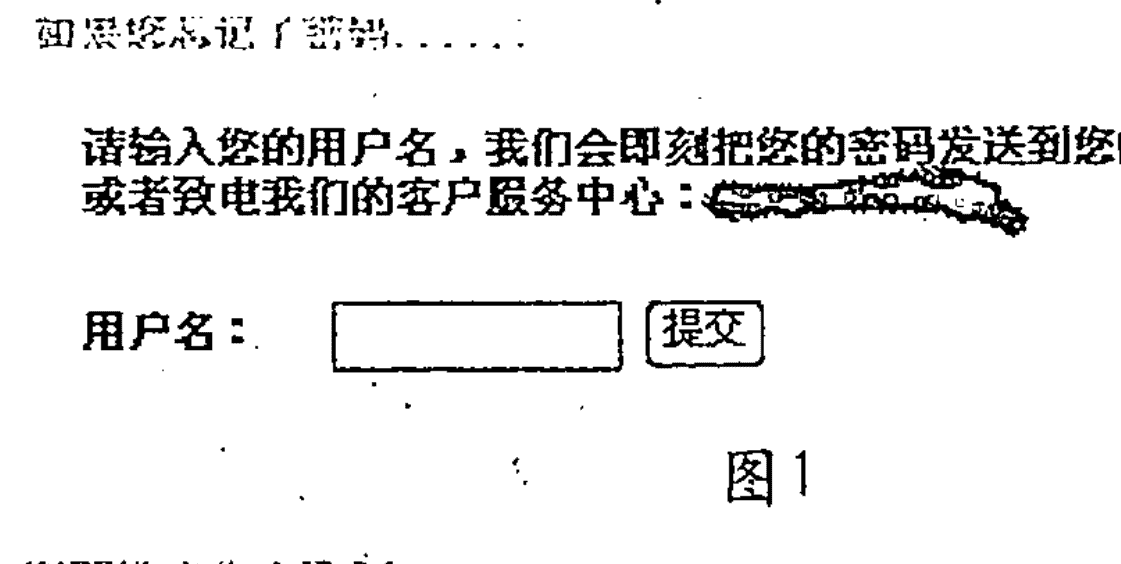 如果您忘记了密码......
请输入您的用户名，我们会即刻把您的密码发送到您
或者致电我们的客户服务中心：
用户名：
提交
图1